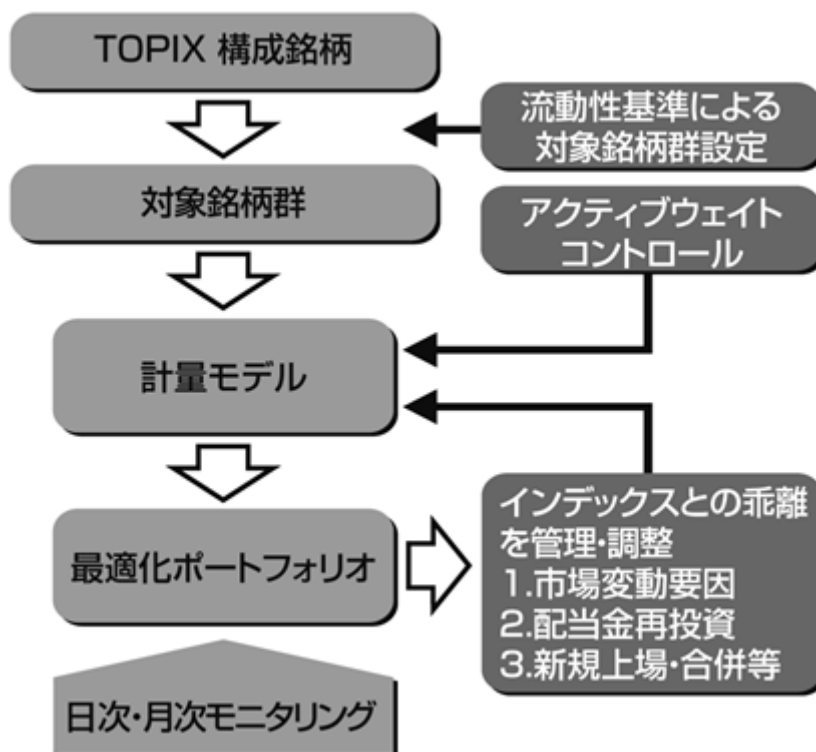 TOPIX 構成銘柄
流動性基準による
対象銘柄群設定
対象銘柄群
アクティブウェイト
コントロール
計量モデル
最適化ポートフォリオ
インデックスとの乖離
を管理・調整
1.市場変動要因
2.配当金再投資
3.新規上場・合併等
日次・月次モニタリング